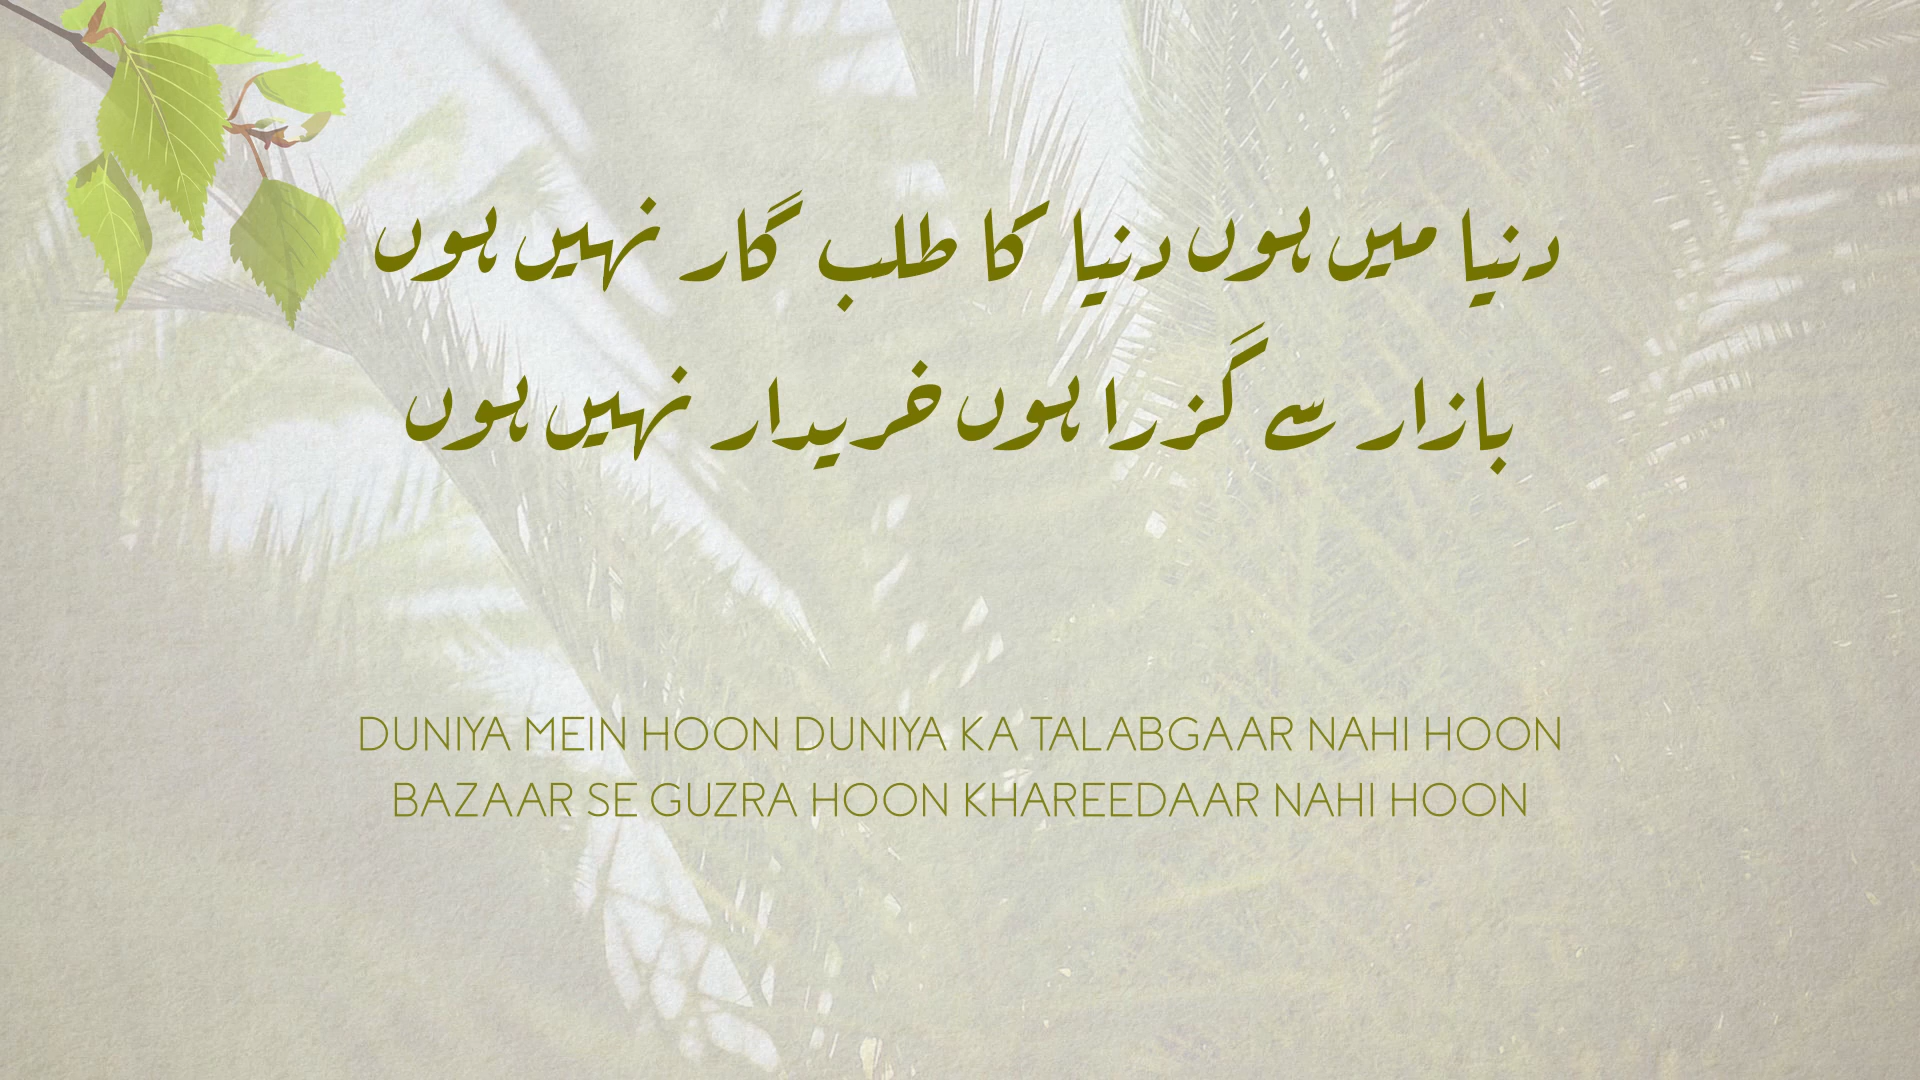 دنیا میں ہوں دنیا کا طلب گار نہیں ہوں
بازار سے گزرا ہوں خریدار نہیں ہوں
DUNIYA MEIN HOON DUNIYA KA TALABGAAR NAHI HOON
BAZAAR SE GUZRA HOON KHAREEDAAR NAHI HOON